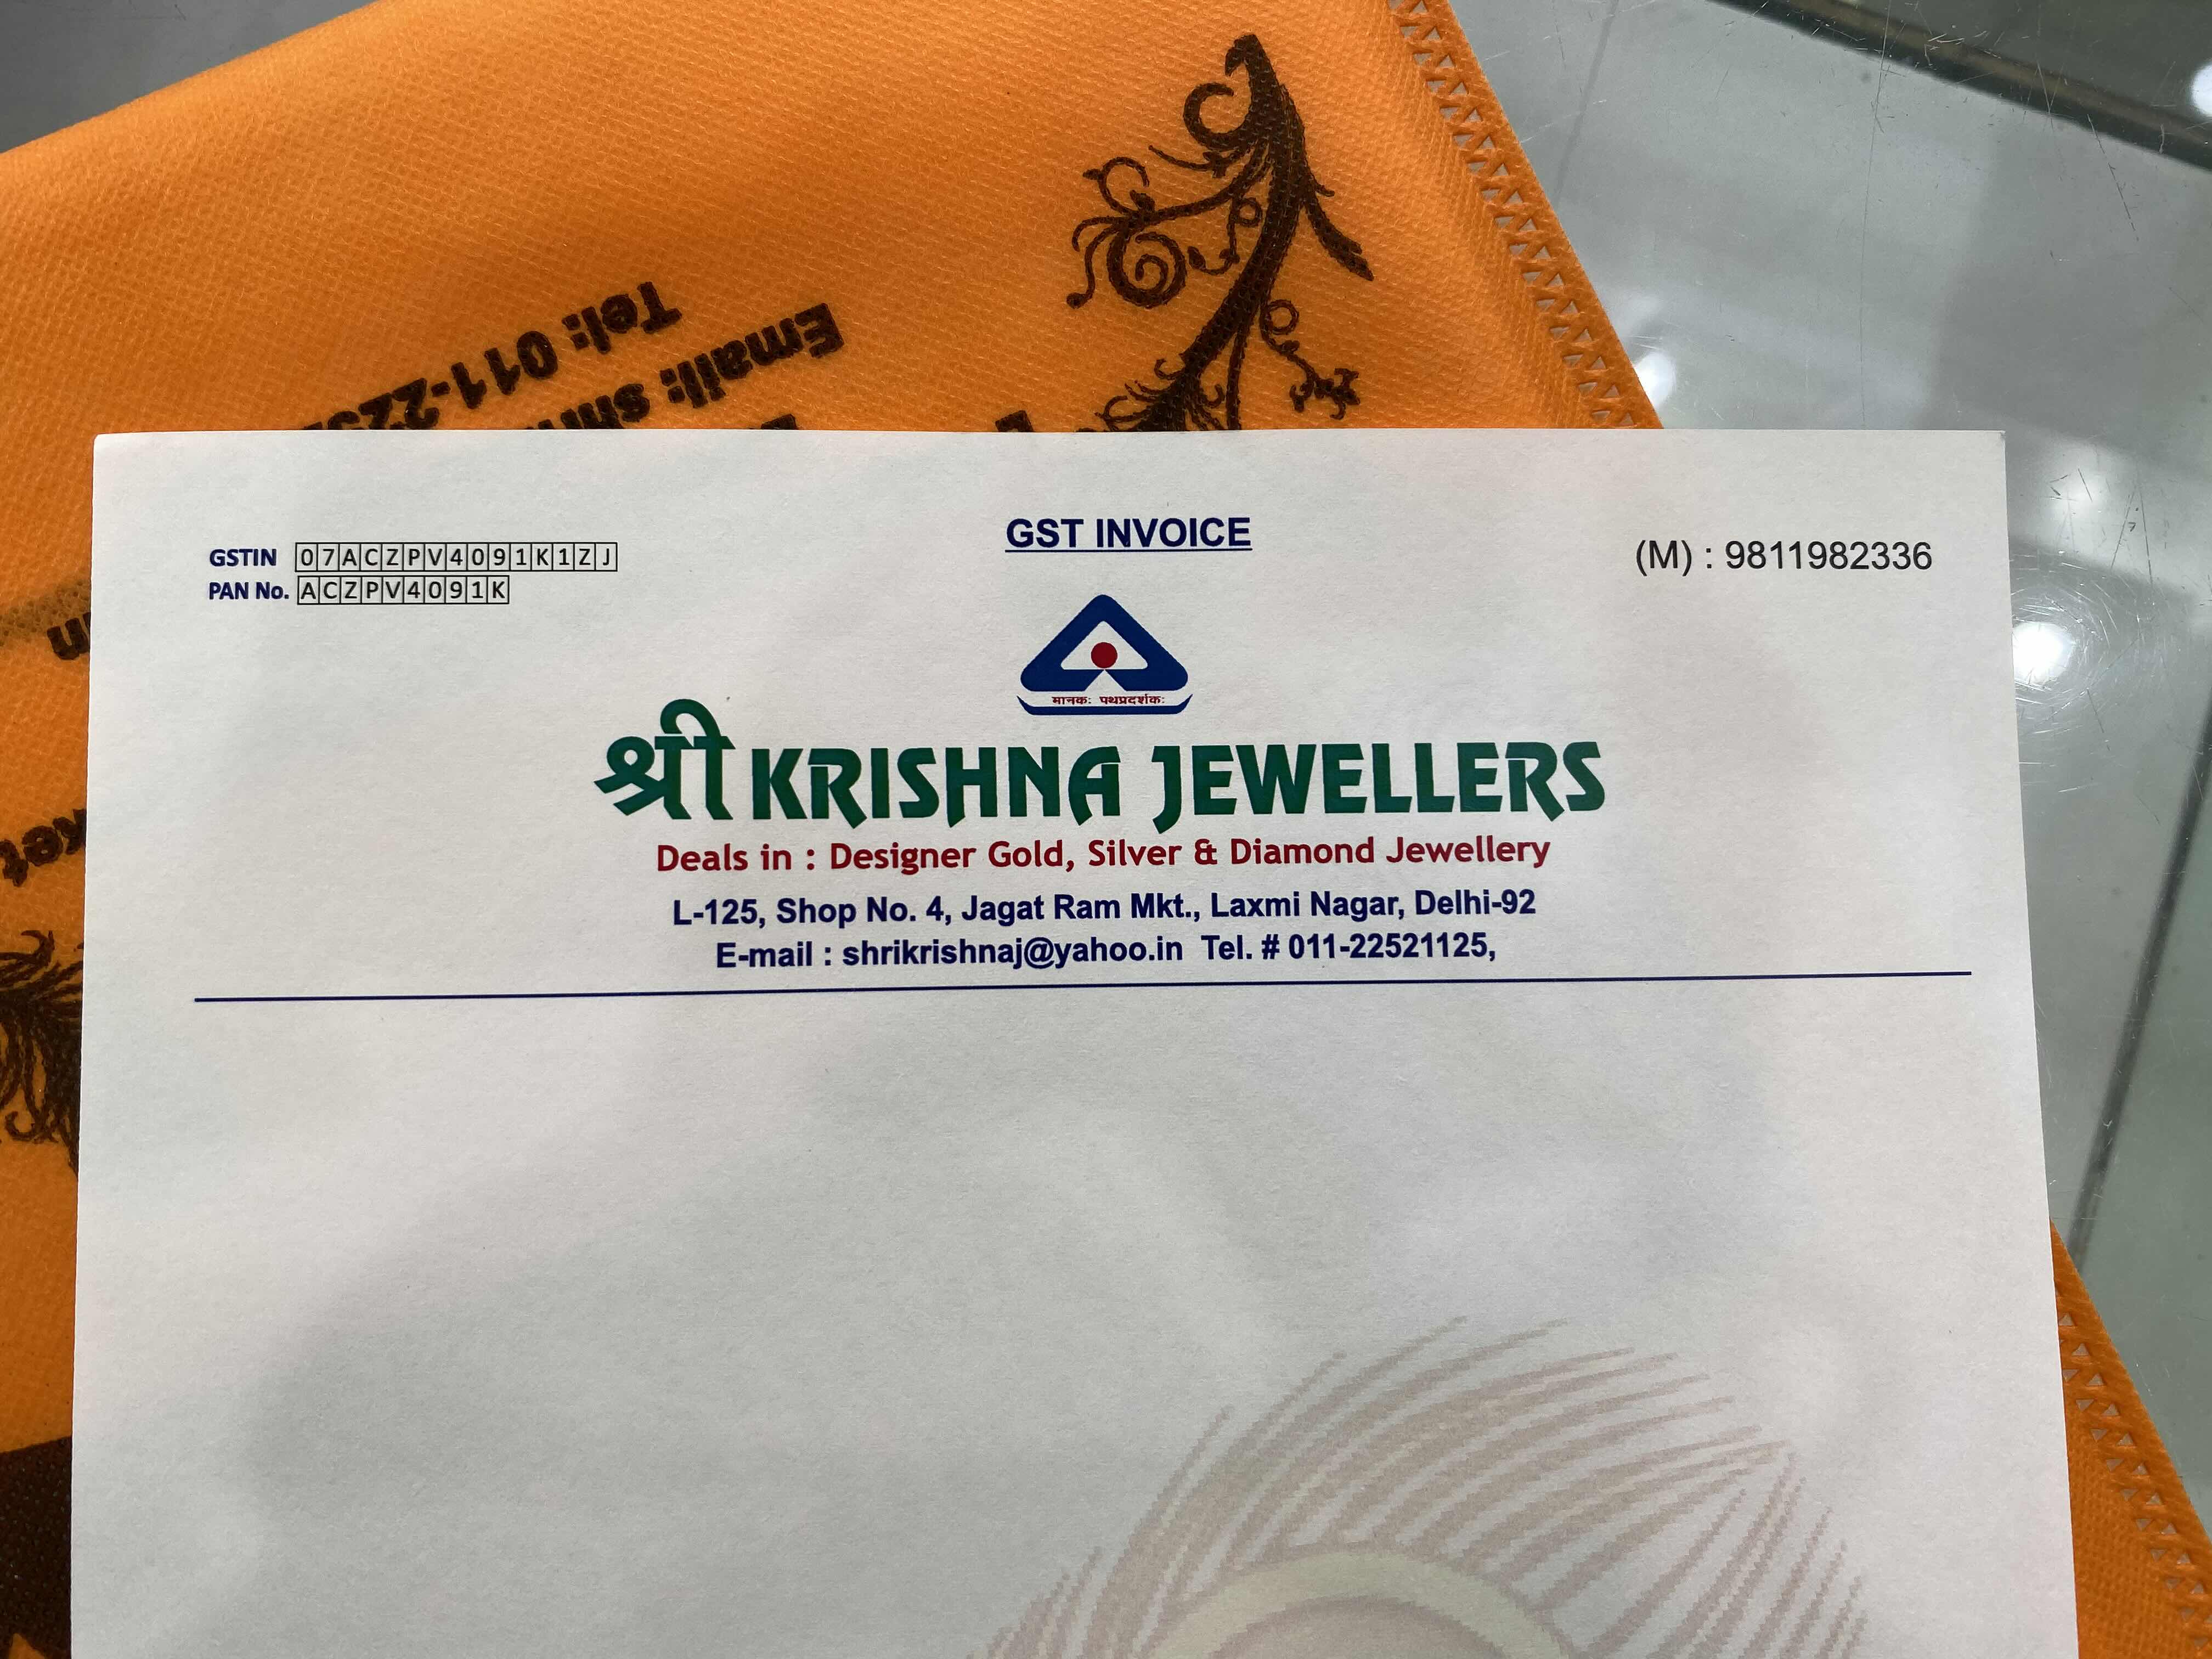 Tel: 011-225
Email: shri
GST INVOICE
GSTIN 07ACZPV4091K1ZJ
PAN No. ACZPV4091K
(M) : 9811982336
मानकः पथप्रदर्शकः
श्री KRISHNA JEWELLERS
Deals in : Designer Gold, Silver & Diamond Jewellery
L-125, Shop No. 4, Jagat Ram Mkt., Laxmi Nagar, Delhi-92
E-mail : shrikrishnaj@yahoo.in Tel. # 011-22521125,